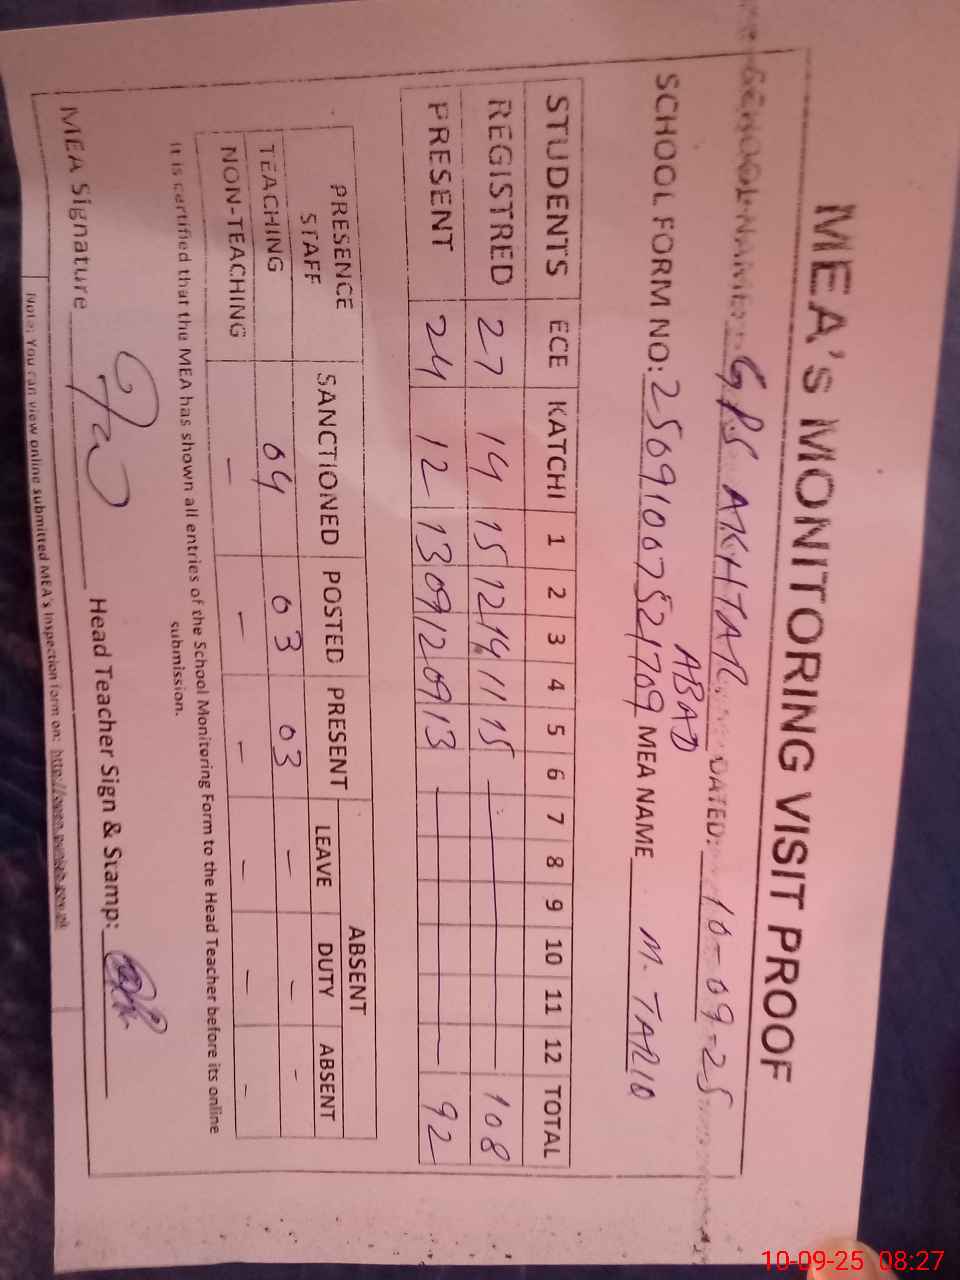 MEA's MONITORING VISIT PROOF
SCHOOL NAME: GPS AKHTAR ABAD DATED: 10-09-25
SCHOOL FORM NO: 25691007521709 MEA NAME M. TARIQ
STUDENTS ECE KATCHI 1 2 3 4 5 6 7 8 9 10 11 12 TOTAL
REGISTRED 27 14 15 12 14 11 15 — 108
PRESENT 24 12 13 09 12 09 13 — 92
PRESENCE STAFF SANCTIONED POSTED PRESENT ABSENT
LEAVE DUTY ABSENT
TEACHING 04 03 03 - - -
NON-TEACHING - - - - - -
It is certified that the MEA has shown all entries of the School Monitoring Form to the Head Teacher before its online
submission.
MEA Signature Head Teacher Sign & Stamp:
Note: You can view online submitted MEA's inspection form on:
10-09-25 08:27